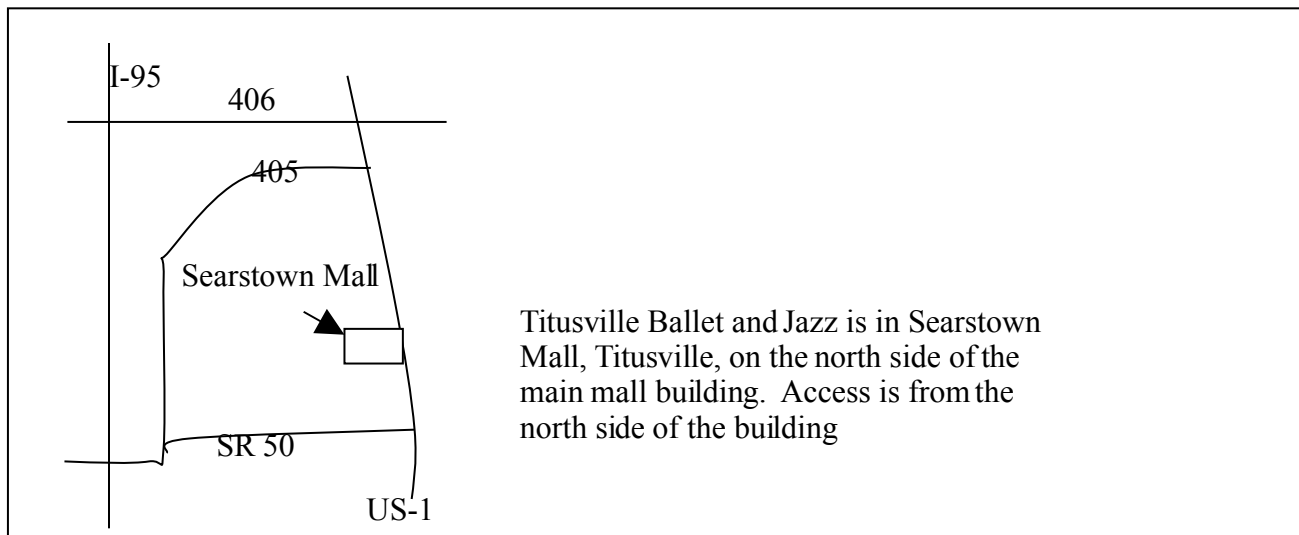 I-95
406
405
Searstown Mall
Titusville Ballet and Jazz is in Searstown
Mall, Titusville, on the north side of the
main mall building.  Access is from the
north side of the building
SR 50
US-1